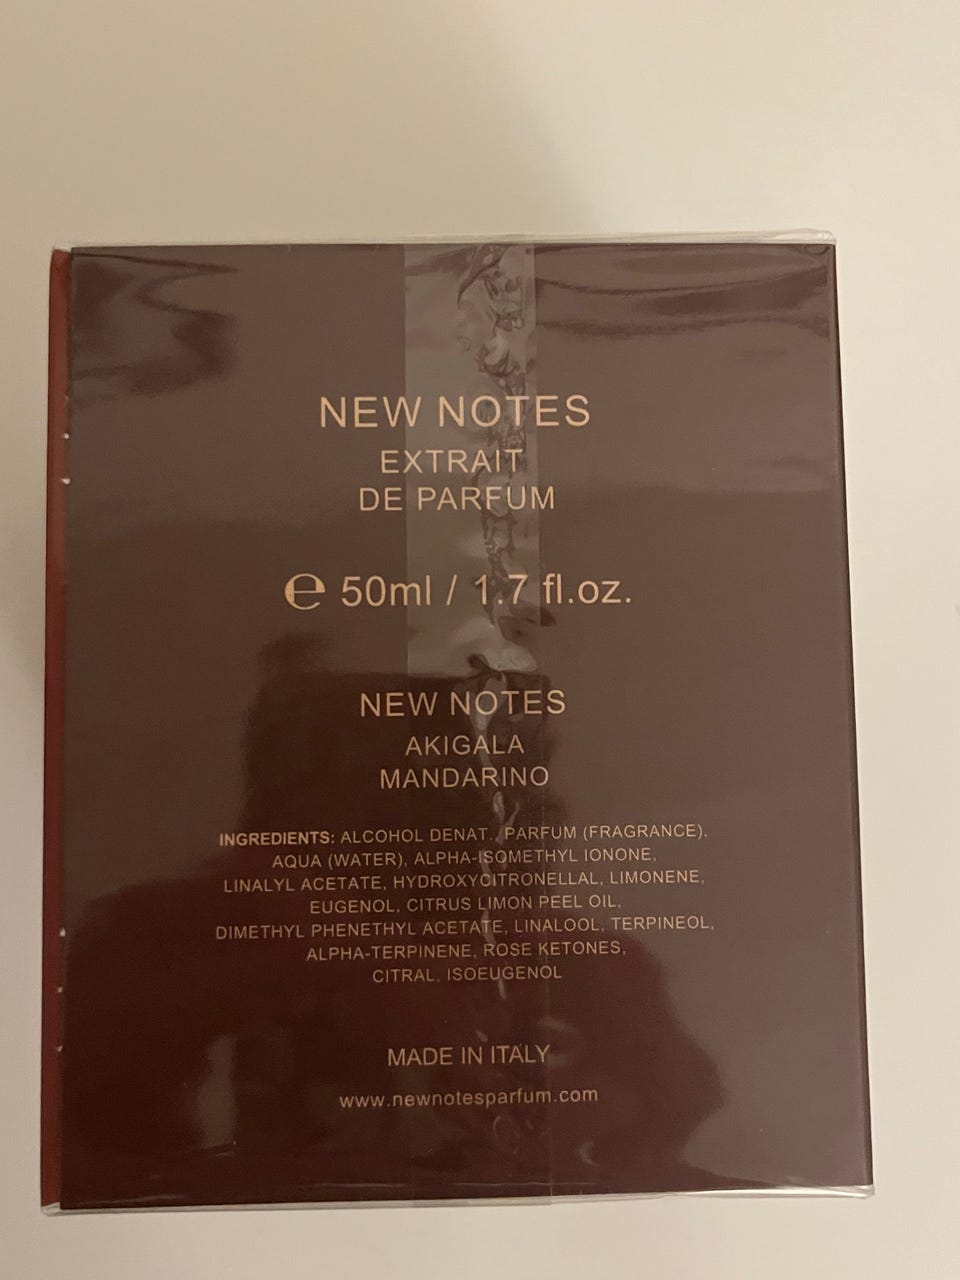 NEW NOTES
EXTRAIT
DE PARFUM
e 50ml / 1.7 fl.oz.
NEW NOTES
AKIGALA
MANDARINO
INGREDIENTS: ALCOHOL DENAT., PARFUM (FRAGRANCE),
AQUA (WATER), ALPHA-ISOMETHYL IONONE,
LINALYL ACETATE, HYDROXYCITRONELLAL, LIMONENE,
EUGENOL, CITRUS LIMON PEEL OIL,
DIMETHYL PHENETHYL ACETATE, LINALOOL, TERPINEOL,
ALPHA-TERPINENE, ROSE KETONES,
CITRAL, ISOEUGENOL
MADE IN ITALY
www.newnotesparfum.com